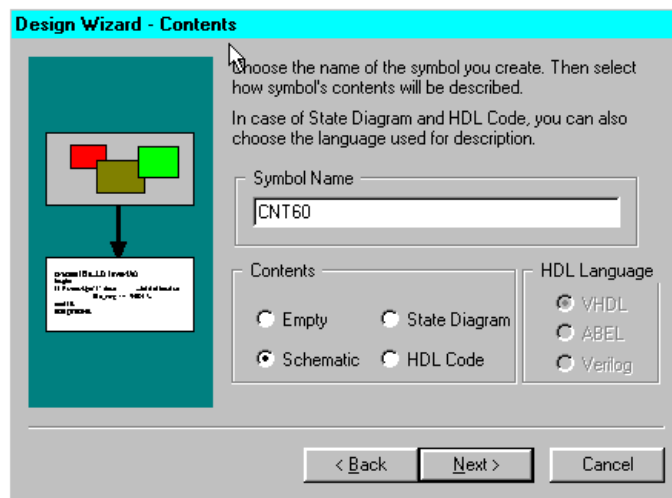 Design Wizard - Contents
Choose the name of the symbol you create. Then select
how symbol's contents will be described.
In case of State Diagram and HDL Code, you can also
choose the language used for description.
Symbol Name
CNT60
Contents
Empty
State Diagram
Schematic
HDL Code
HDL Language
VHDL
ABEL
Verilog
< Back
Next >
Cancel